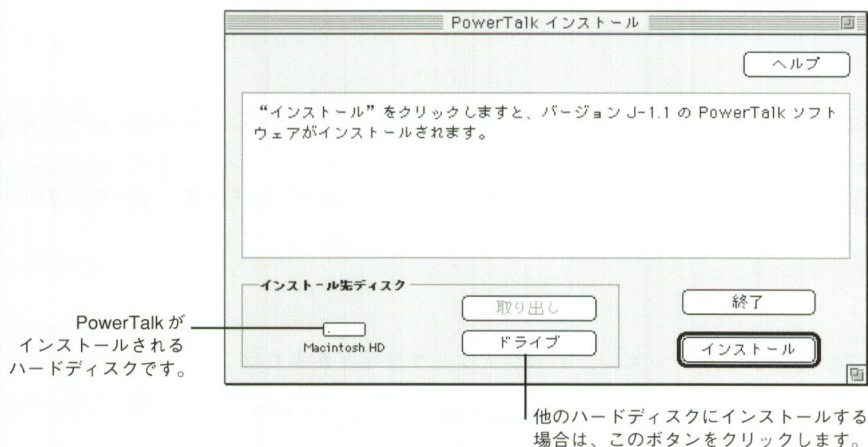 PowerTalk インストール
ヘルプ
“インストール”をクリックしますと、バージョン J-1.1 の PowerTalk ソフト
ウェアがインストールされます。
インストール先ディスク
取り出し
終了
Macintosh HD
ドライブ
インストール
PowerTalk が
インストールされる
ハードディスクです。
他のハードディスクにインストールする
場合は、このボタンをクリックします。